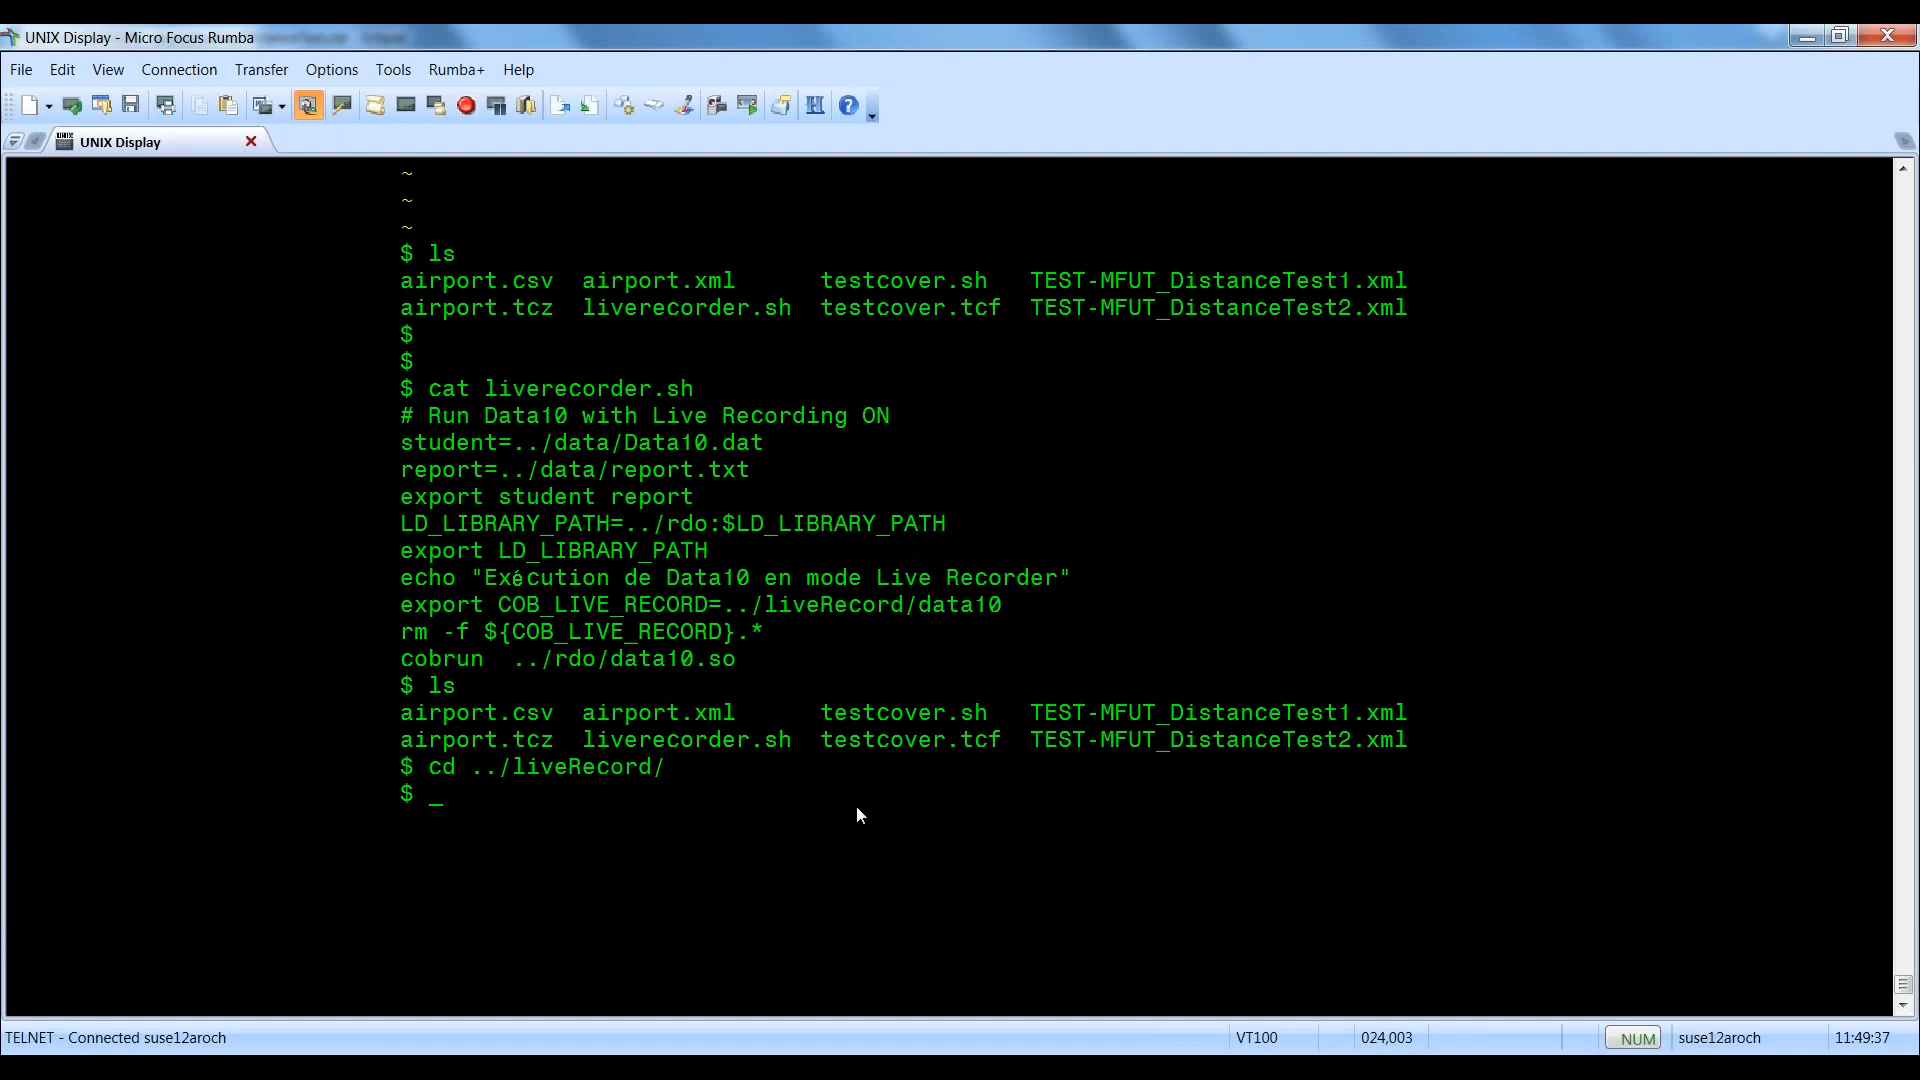 UNIX Display - Micro Focus Rumba
File Edit View Connection Transfer Options Tools Rumba+ Help
UNIX Display
~
~
~
$ ls
airport.csv airport.xml testcover.sh TEST-MFUT_DistanceTest1.xml
airport.tcz liverecorder.sh testcover.tcf TEST-MFUT_DistanceTest2.xml
$
$
$ cat liverecorder.sh
# Run Data10 with Live Recording ON
student=../data/Data10.dat
report=../data/report.txt
export student report
LD_LIBRARY_PATH=../rdo:$LD_LIBRARY_PATH
export LD_LIBRARY_PATH
echo "Exécution de Data10 en mode Live Recorder"
export COB_LIVE_RECORD=../liveRecord/data10
rm -f ${COB_LIVE_RECORD}.*
cobrun ../rdo/data10.so
$ ls
airport.csv airport.xml testcover.sh TEST-MFUT_DistanceTest1.xml
airport.tcz liverecorder.sh testcover.tcf TEST-MFUT_DistanceTest2.xml
$ cd ../liveRecord/
$ _
TELNET - Connected suse12aroch VT100 024,003 NUM suse12aroch 11:49:37